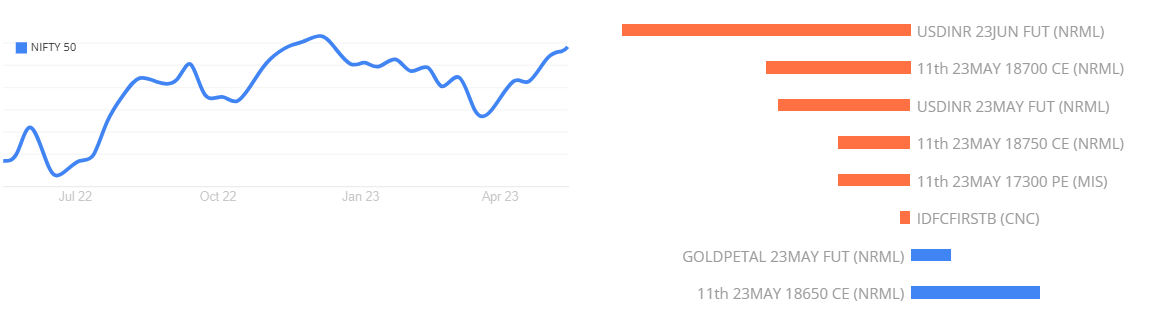 NIFTY 50
Jul 22
Oct 22
Jan 23
Apr 23
USDINR 23JUN FUT (NRML)
11th 23MAY 18700 CE (NRML)
USDINR 23MAY FUT (NRML)
11th 23MAY 18750 CE (NRML)
11th 23MAY 17300 PE (MIS)
IDFCFIRSTB (CNC)
GOLDPETAL 23MAY FUT (NRML)
11th 23MAY 18650 CE (NRML)